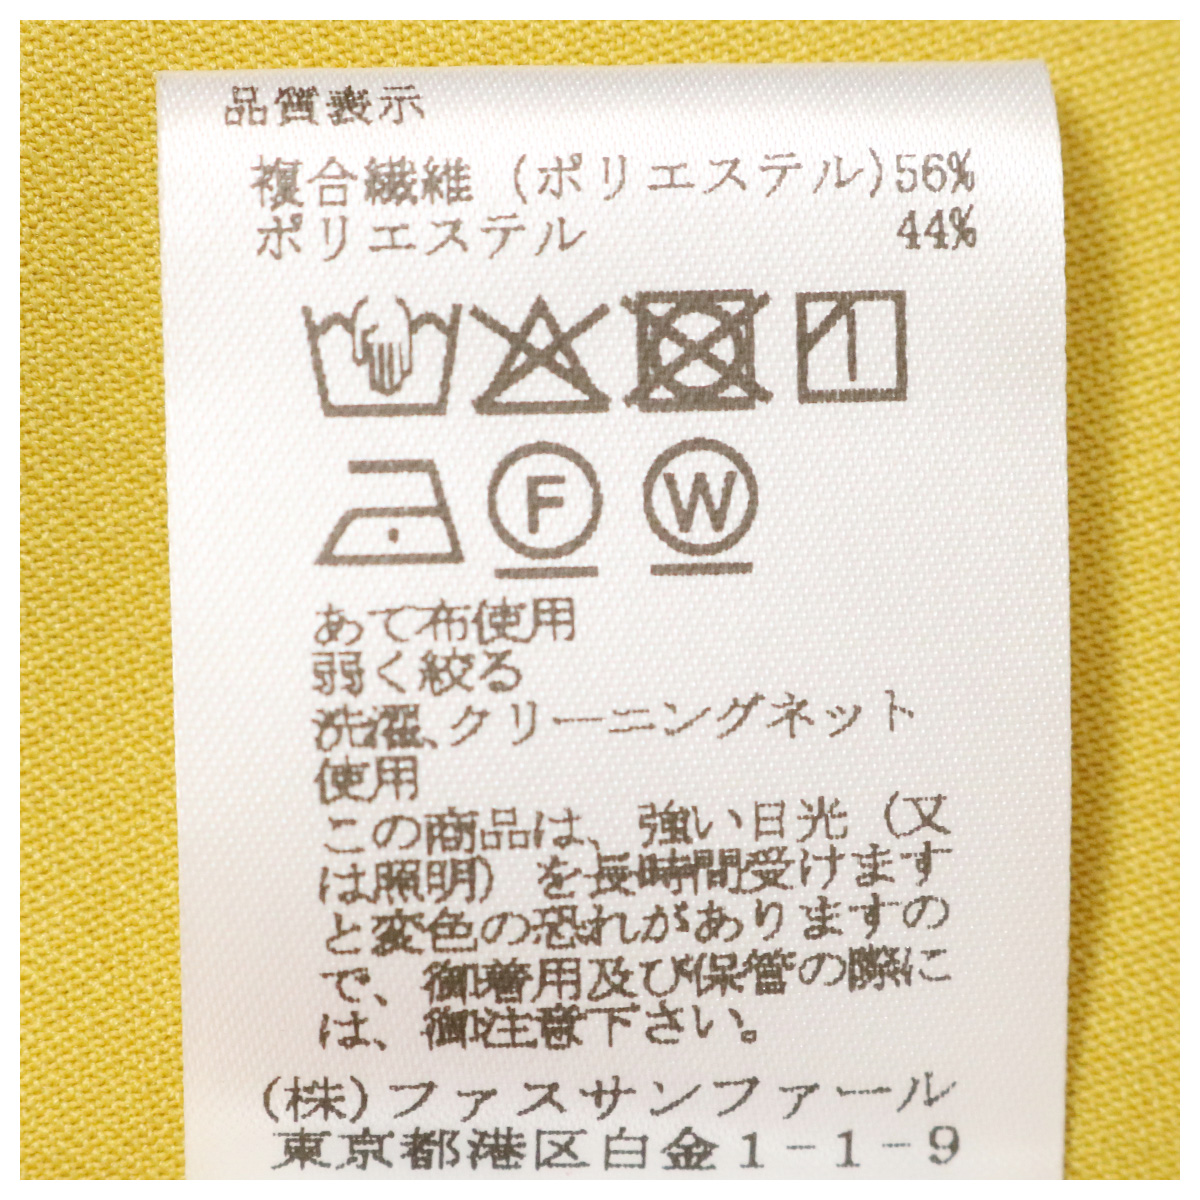 品質表示
複合繊維 (ポリエステル)56%
ポリエステル 44%
F W
あて布使用
弱く絞る
洗濯、クリーニングネット
使用
この商品は、強い日光（又
は照明）を長時間受けます
と変色の恐れがありますの
で、御着用及び保管の際に
は、御注意下さい。
(株)ファスサンファール
東京都港区白金1-1-9